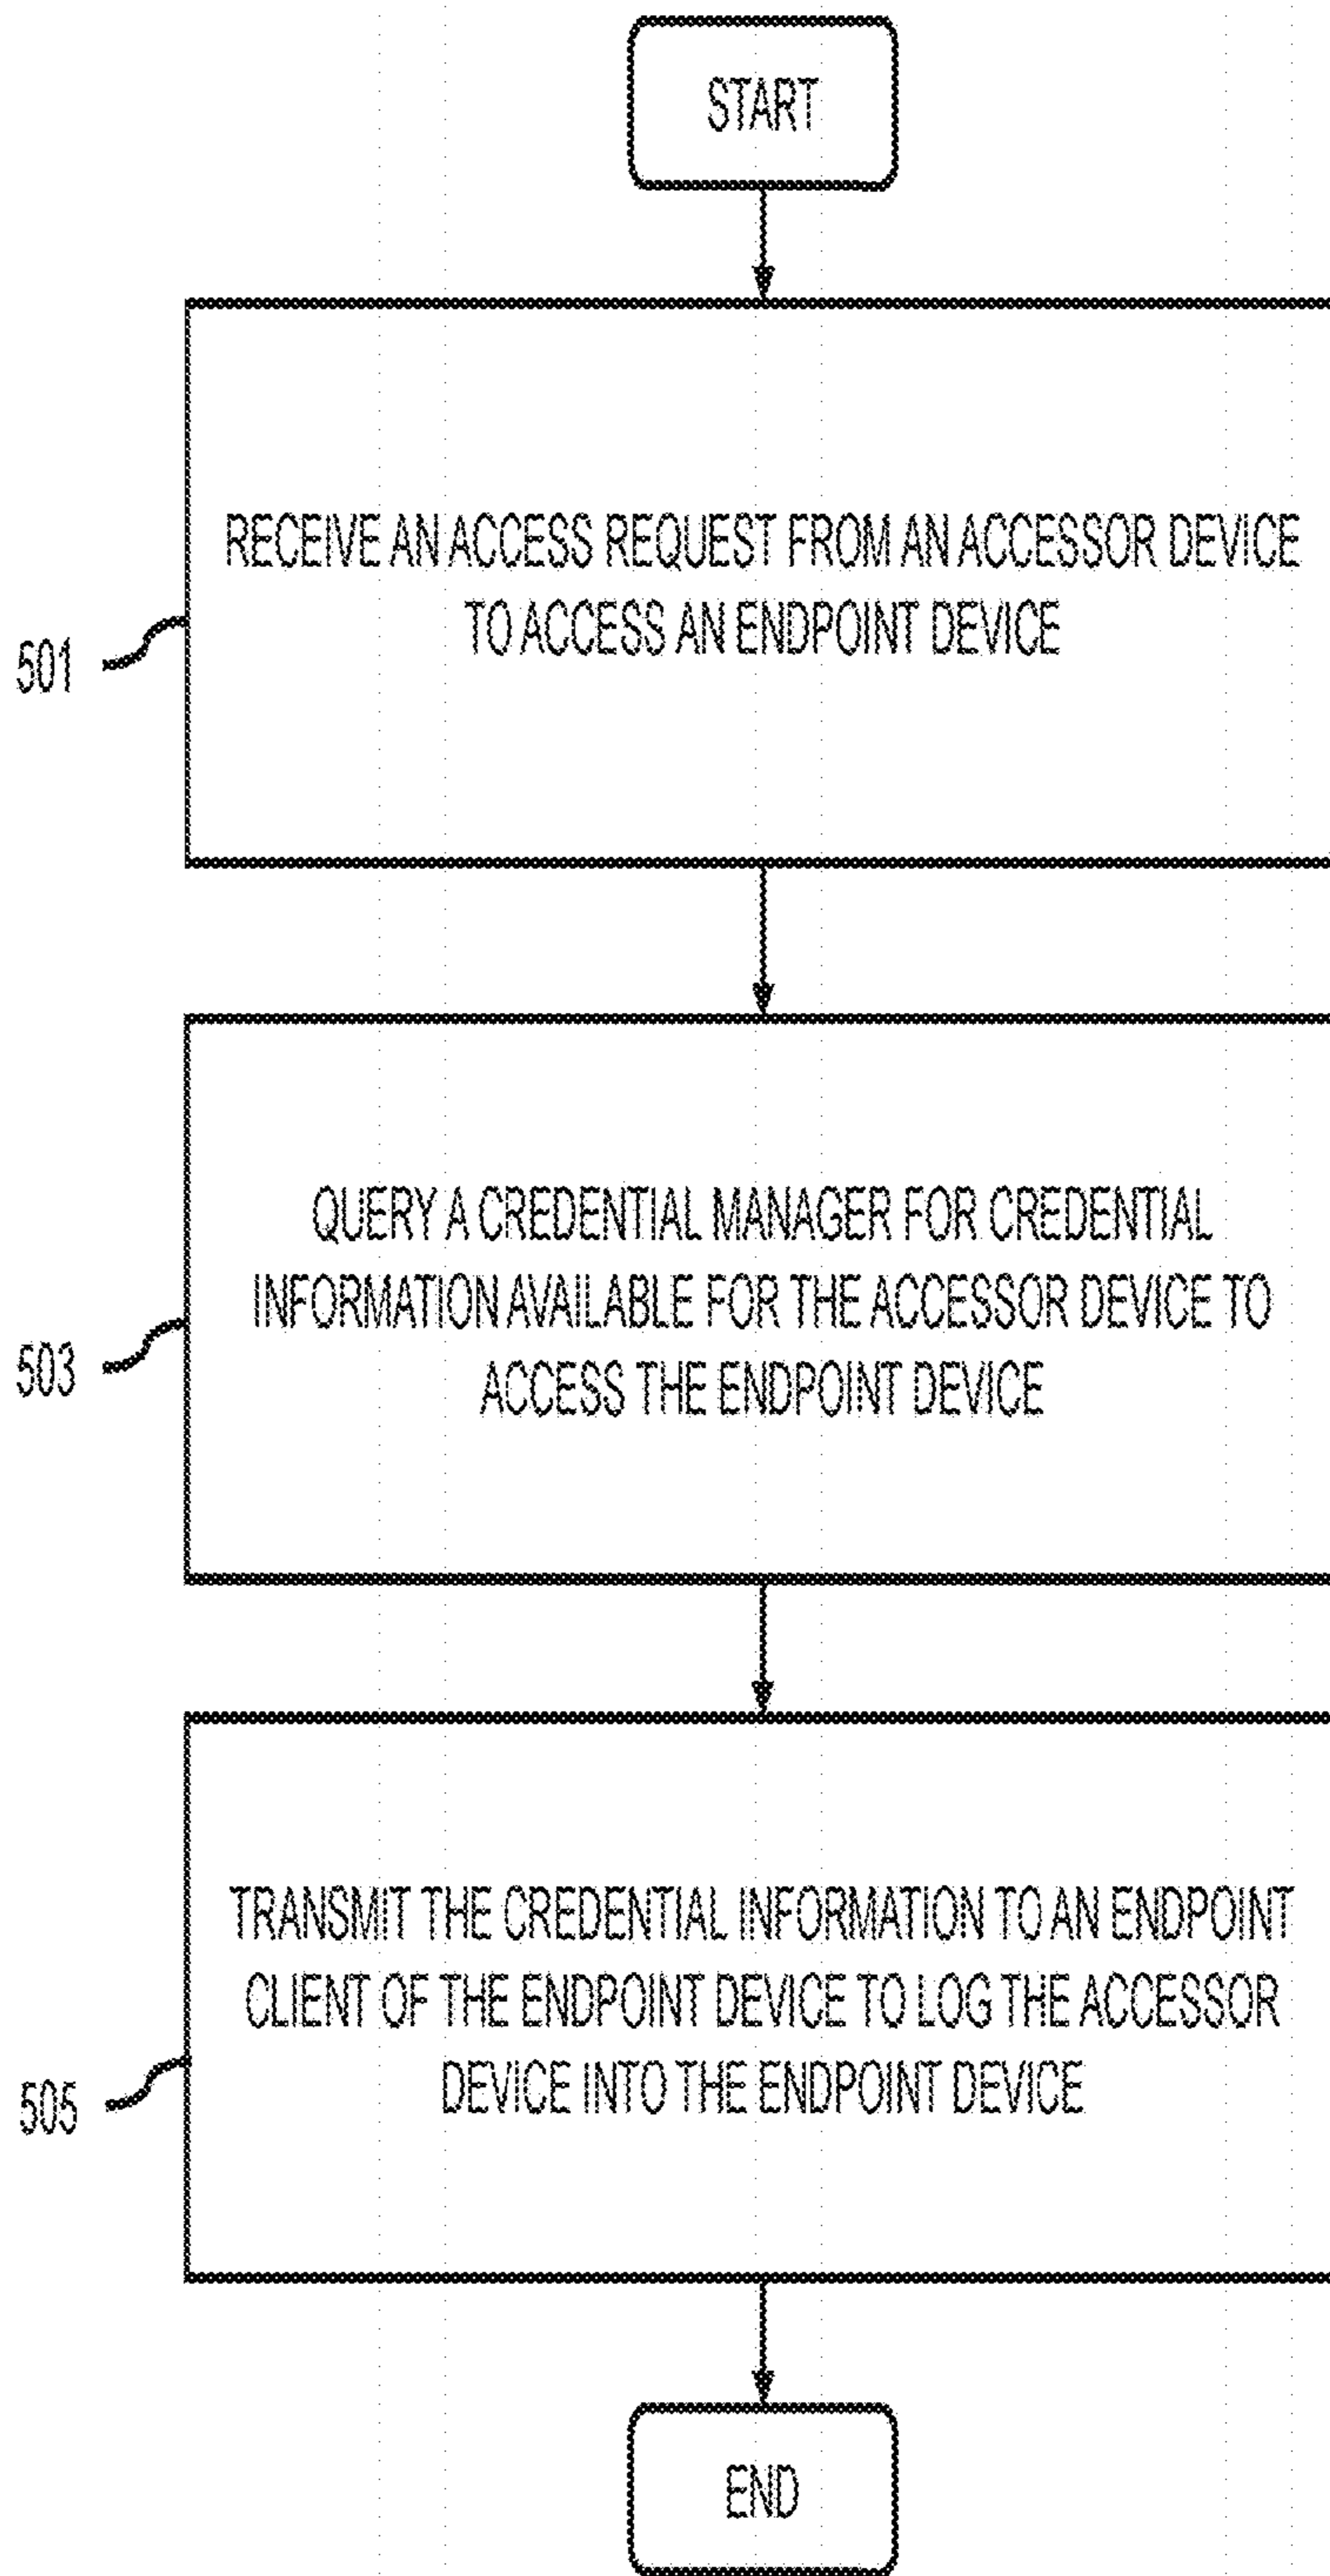 START
RECEIVE AN ACCESS REQUEST FROM AN ACCESSOR DEVICE
TO ACCESS AN ENDPOINT DEVICE
501
QUERY A CREDENTIAL MANAGER FOR CREDENTIAL
INFORMATION AVAILABLE FOR THE ACCESSOR DEVICE TO
ACCESS THE ENDPOINT DEVICE
503
TRANSMIT THE CREDENTIAL INFORMATION TO AN ENDPOINT
CLIENT OF THE ENDPOINT DEVICE TO LOG THE ACCESSOR
DEVICE INTO THE ENDPOINT DEVICE
505
END